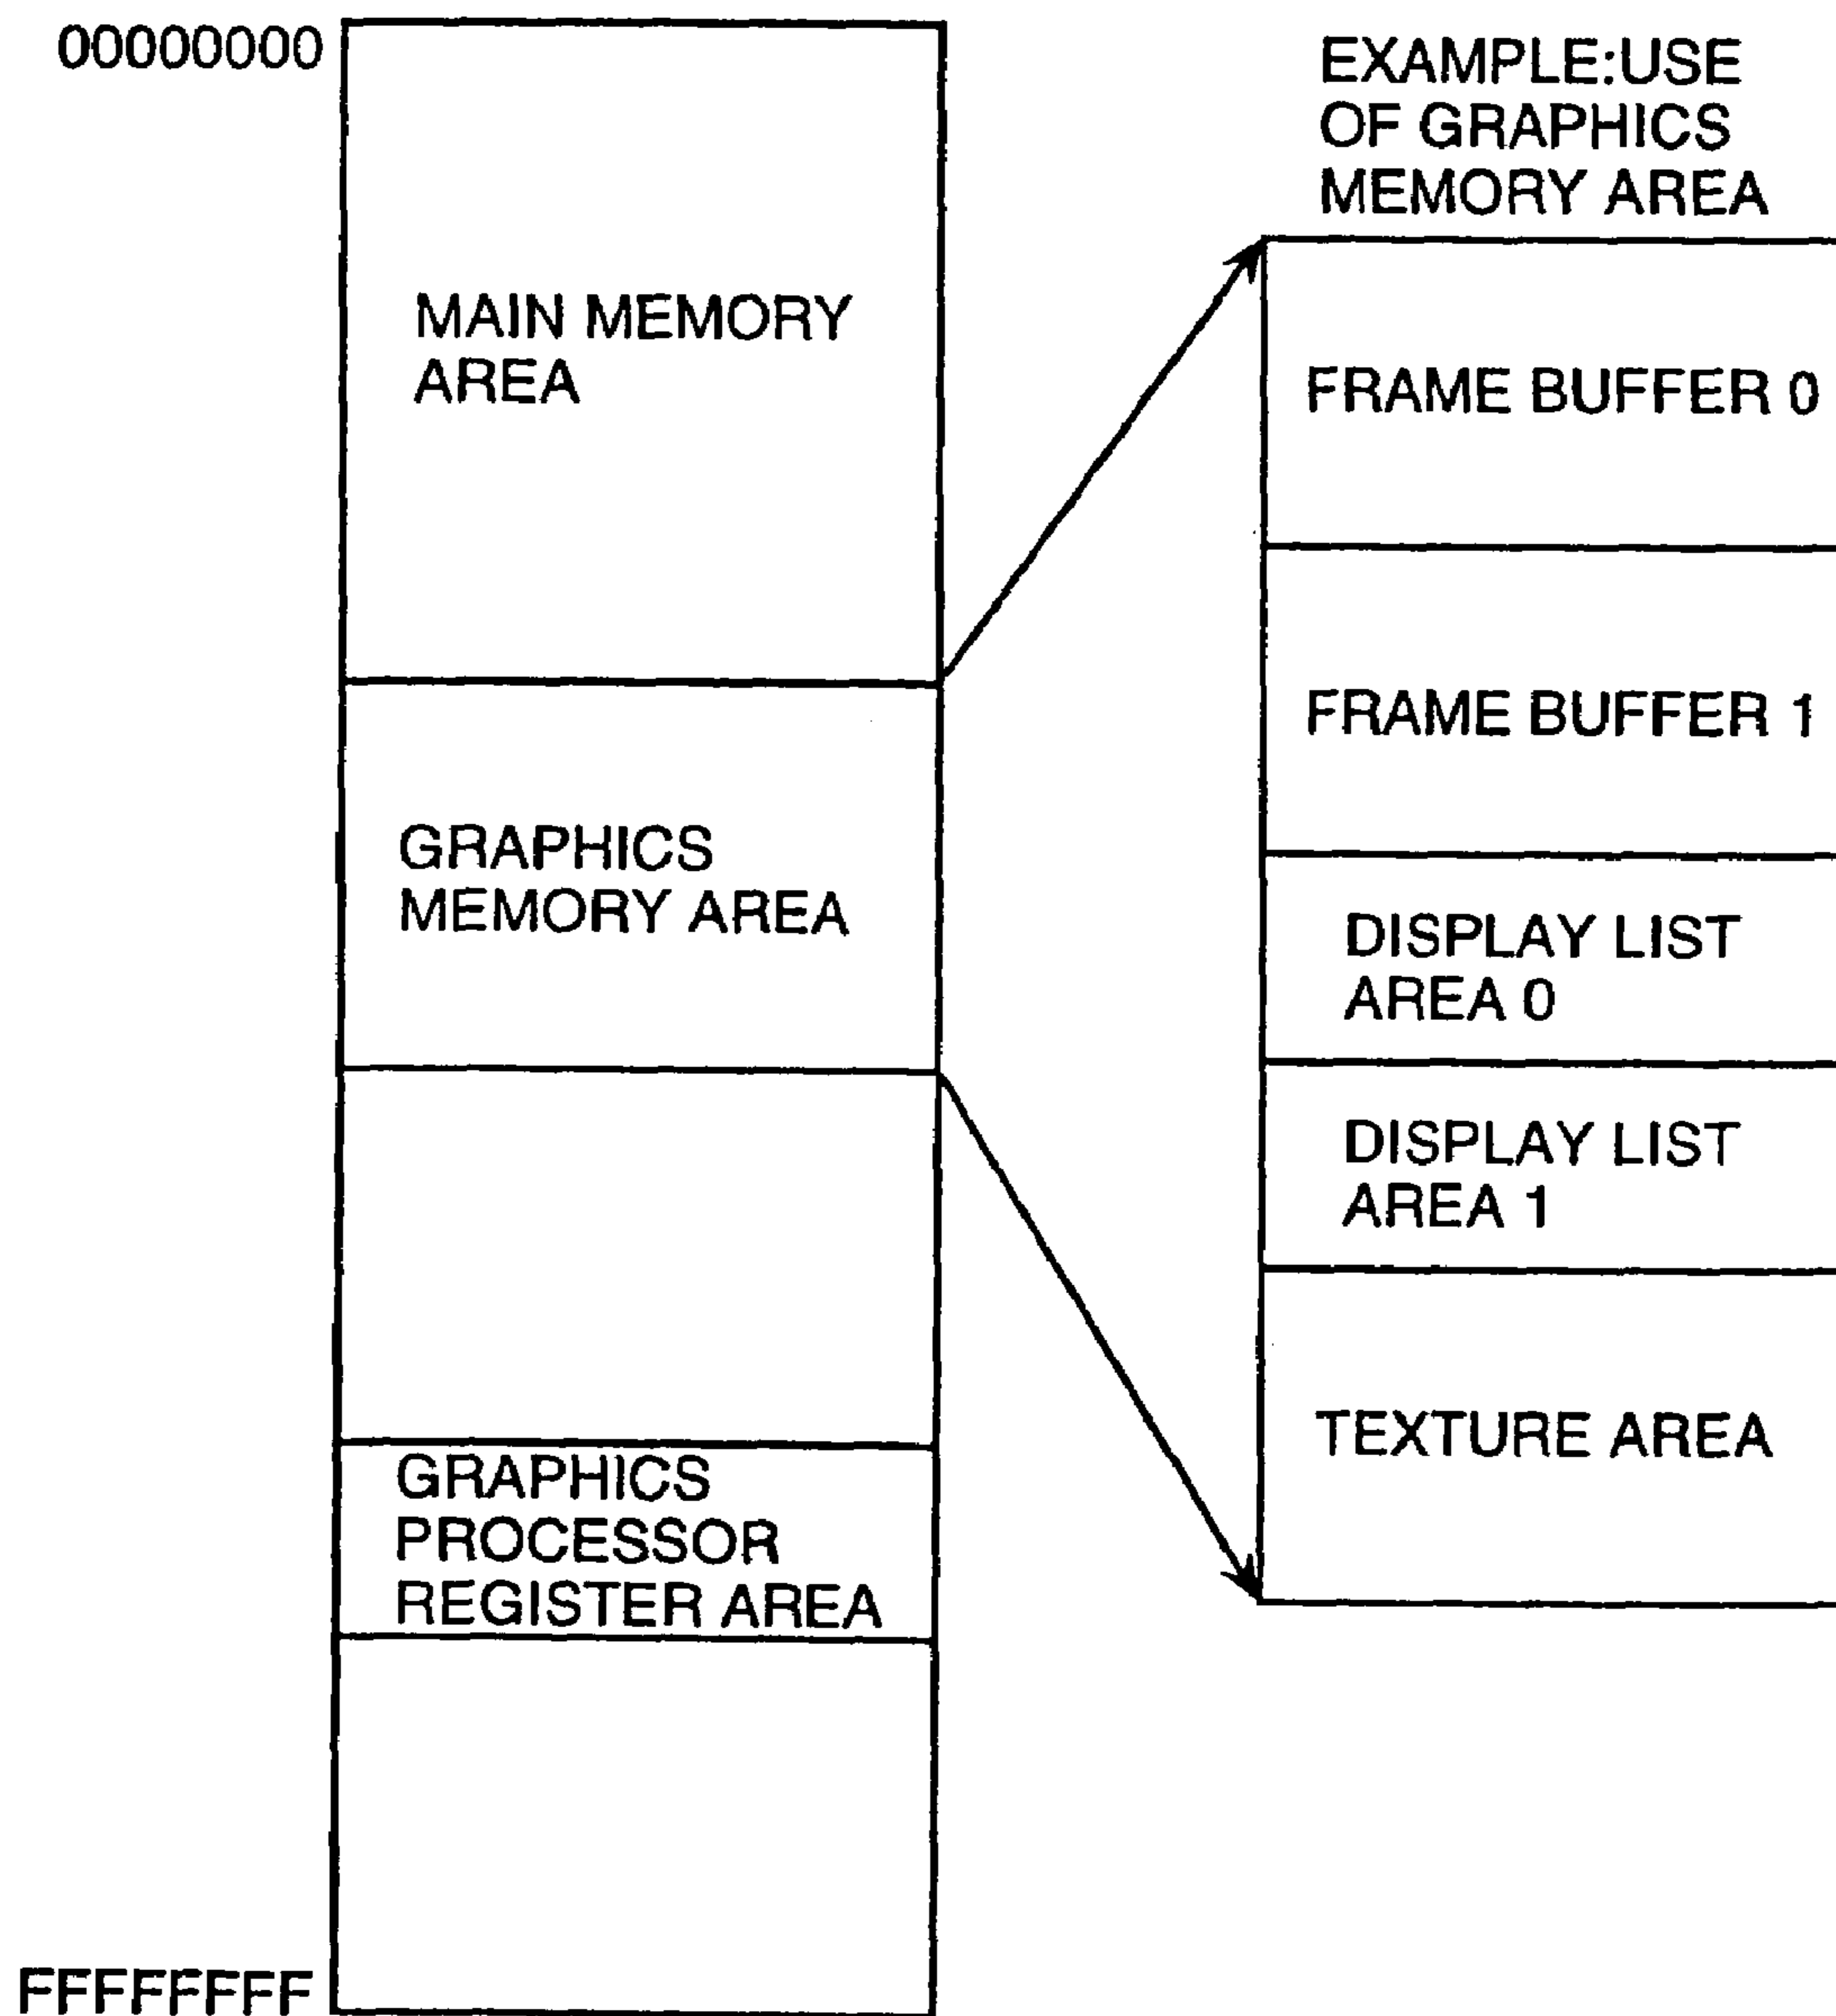 00000000
MAIN MEMORY
AREA
GRAPHICS
MEMORY AREA
GRAPHICS
PROCESSOR
REGISTER AREA
FFFFFFFF
EXAMPLE:USE
OF GRAPHICS
MEMORY AREA
FRAME BUFFER 0
FRAME BUFFER 1
DISPLAY LIST
AREA 0
DISPLAY LIST
AREA 1
TEXTURE AREA